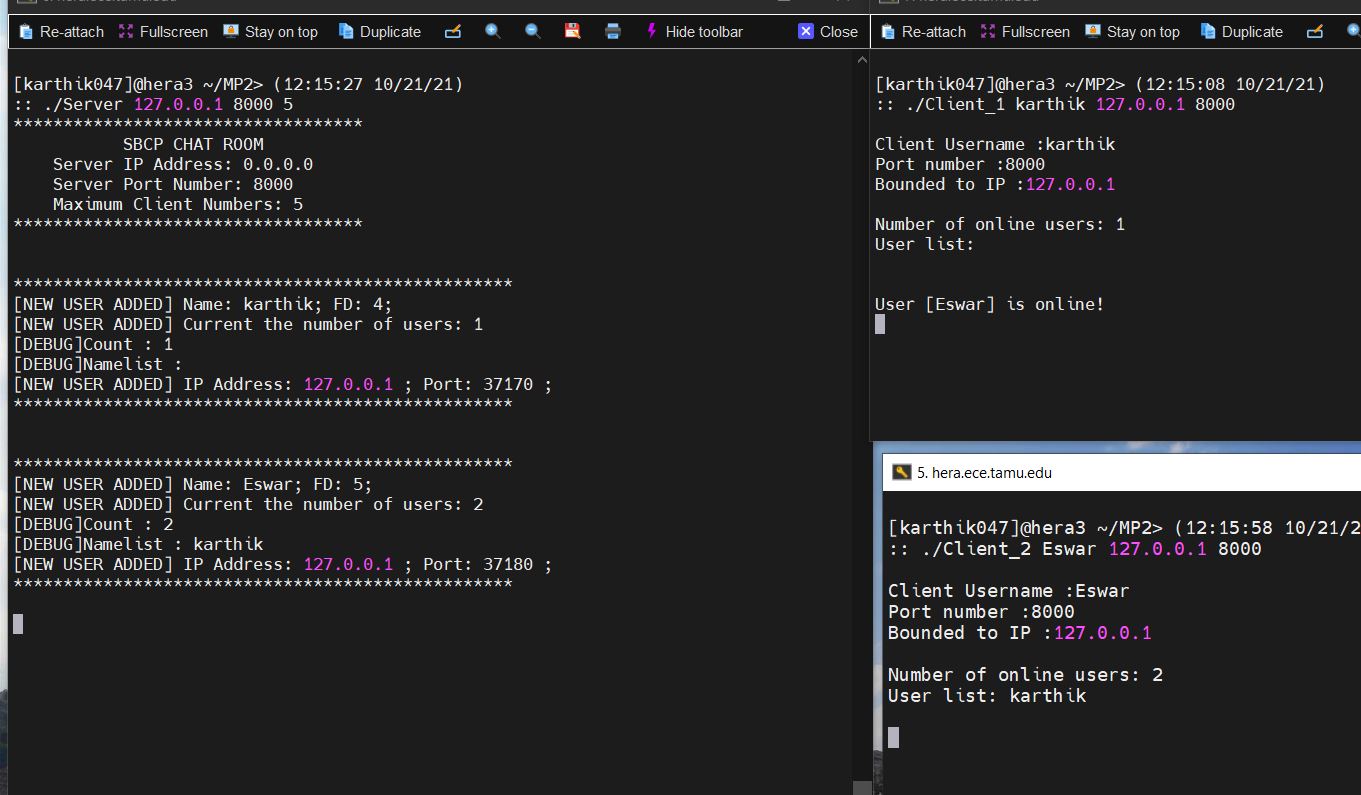 Re-attach Fullscreen Stay on top Duplicate Hide toolbar Close
[karthik047]@hera3 ~/MP2> (12:15:27 10/21/21)
:: ./Server 127.0.0.1 8000 5
***********************************
SBCP CHAT ROOM
Server IP Address: 0.0.0.0
Server Port Number: 8000
Maximum Client Numbers: 5
***********************************
**************************************************
[NEW USER ADDED] Name: karthik; FD: 4;
[NEW USER ADDED] Current the number of users: 1
[DEBUG]Count : 1
[DEBUG]Namelist :
[NEW USER ADDED] IP Address: 127.0.0.1 ; Port: 37170 ;
**************************************************
**************************************************
[NEW USER ADDED] Name: Eswar; FD: 5;
[NEW USER ADDED] Current the number of users: 2
[DEBUG]Count : 2
[DEBUG]Namelist : karthik
[NEW USER ADDED] IP Address: 127.0.0.1 ; Port: 37180 ;
**************************************************
Re-attach Fullscreen Stay on top Duplicate
[karthik047]@hera3 ~/MP2> (12:15:08 10/21/21)
:: ./Client_1 karthik 127.0.0.1 8000
Client Username :karthik
Port number :8000
Bounded to IP :127.0.0.1
Number of online users: 1
User list:
User [Eswar] is online!
5. hera.ece.tamu.edu
[karthik047]@hera3 ~/MP2> (12:15:58 10/21/2
:: ./Client_2 Eswar 127.0.0.1 8000
Client Username :Eswar
Port number :8000
Bounded to IP :127.0.0.1
Number of online users: 2
User list: karthik